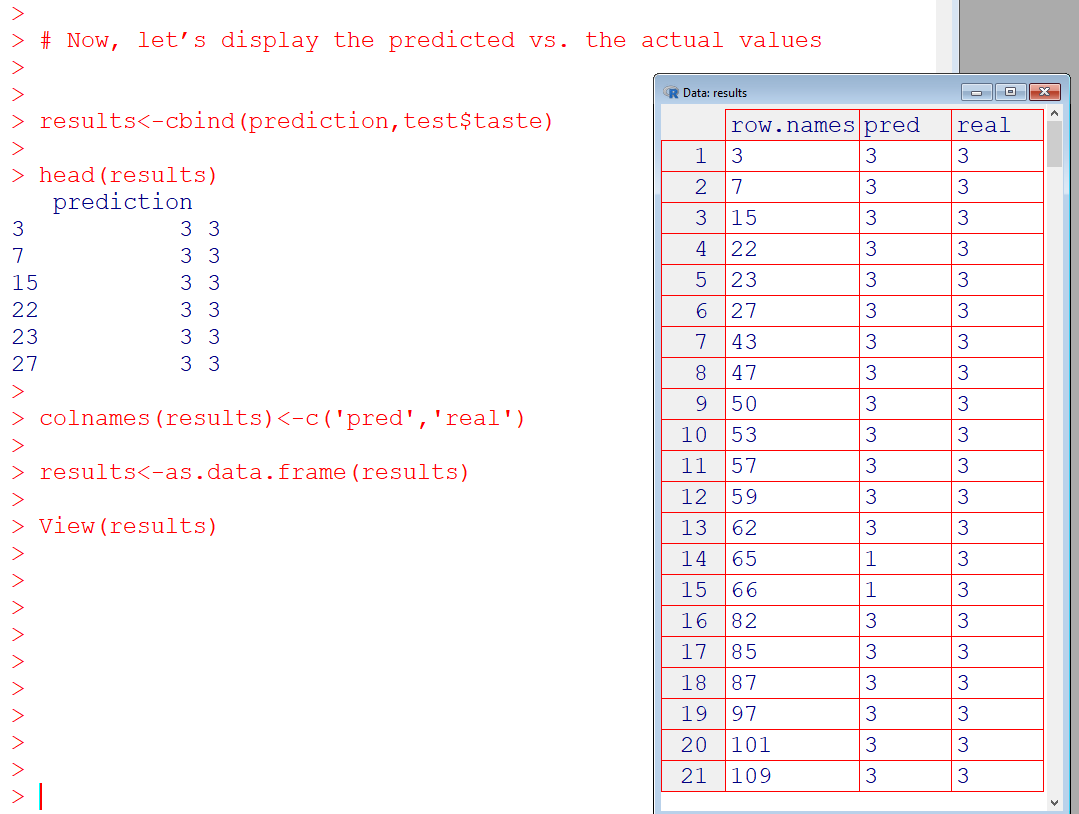 >
> # Now, let’s display the predicted vs. the actual values
>
>
> results<-cbind(prediction,test$taste)
>
> head(results)
prediction
3 3 3
7 3 3
15 3 3
22 3 3
23 3 3
27 3 3
>
> colnames(results)<-c('pred','real')
>
> results<-as.data.frame(results)
>
> View(results)
>
>
>
>
>
>
>
>
>
>
R Data: results
row.names pred real
1 3 3 3
2 7 3 3
3 15 3 3
4 22 3 3
5 23 3 3
6 27 3 3
7 43 3 3
8 47 3 3
9 50 3 3
10 53 3 3
11 57 3 3
12 59 3 3
13 62 3 3
14 65 1 3
15 66 1 3
16 82 3 3
17 85 3 3
18 87 3 3
19 97 3 3
20 101 3 3
21 109 3 3